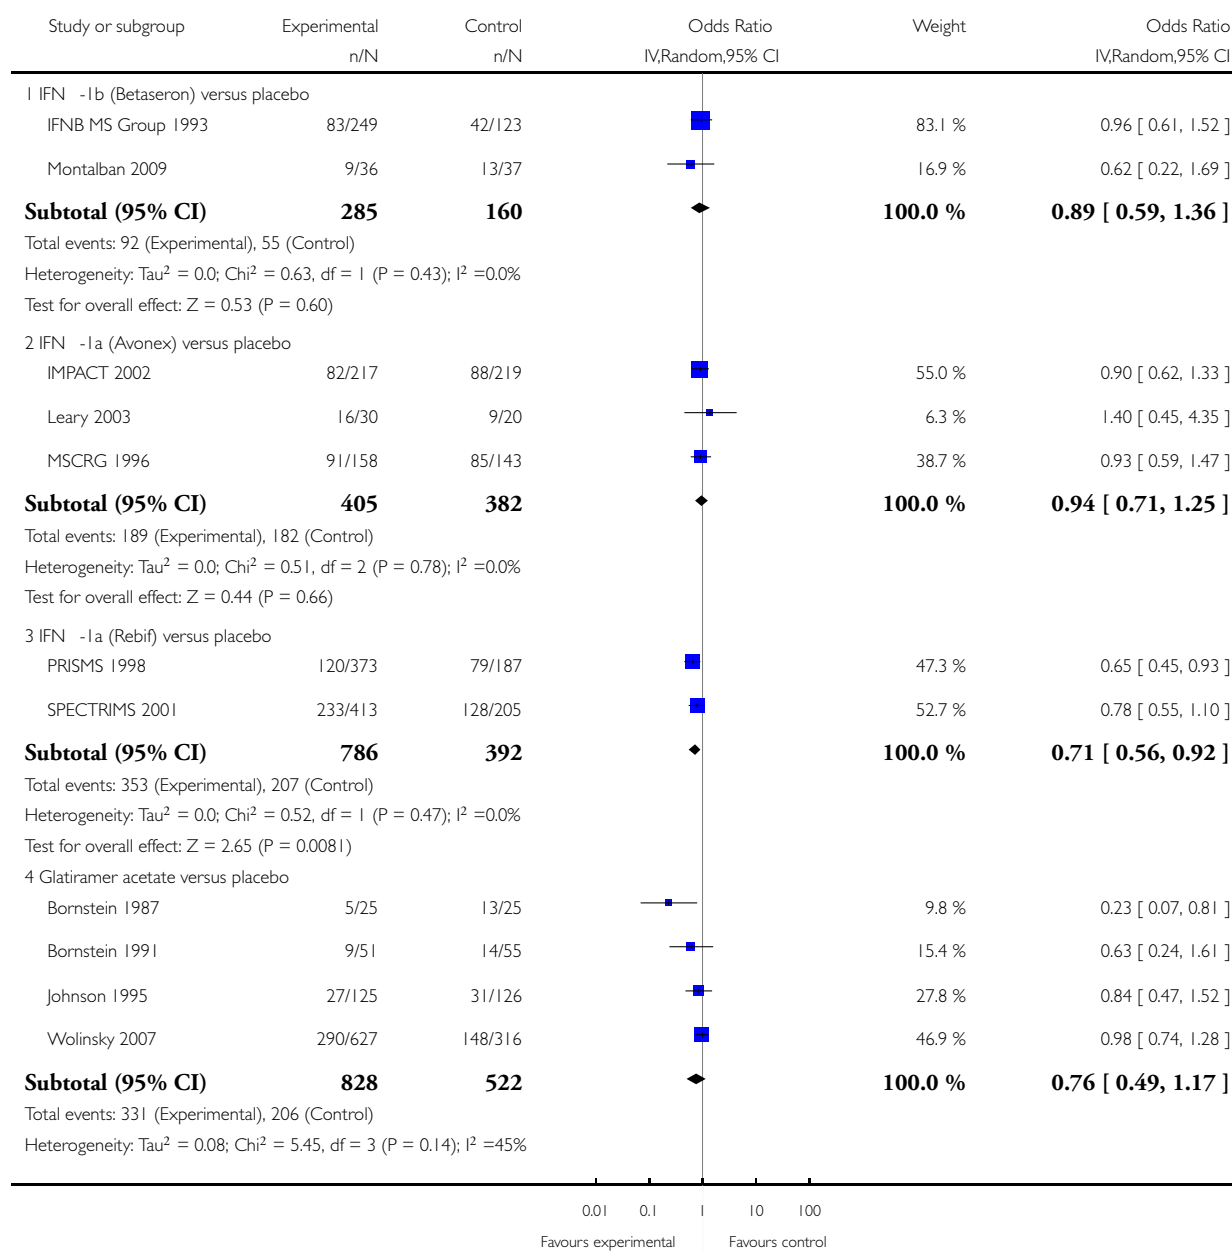 Study or subgroup Experimental Control Odds Ratio Weight Odds Ratio
n/N n/N IV,Random,95% CI IV,Random,95% CI
1 IFN -1b (Betaseron) versus placebo
IFNB MS Group 1993 83/249 42/123 83.1 % 0.96 [ 0.61, 1.52 ]
Montalban 2009 9/36 13/37 16.9 % 0.62 [ 0.22, 1.69 ]
Subtotal (95% CI) 285 160 100.0 % 0.89 [ 0.59, 1.36 ]
Total events: 92 (Experimental), 55 (Control)
Heterogeneity: Tau² = 0.0; Chi² = 0.63, df = 1 (P = 0.43); I² =0.0%
Test for overall effect: Z = 0.53 (P = 0.60)
2 IFN -1a (Avonex) versus placebo
IMPACT 2002 82/217 88/219 55.0 % 0.90 [ 0.62, 1.33 ]
Leary 2003 16/30 9/20 6.3 % 1.40 [ 0.45, 4.35 ]
MSCRG 1996 91/158 85/143 38.7 % 0.93 [ 0.59, 1.47 ]
Subtotal (95% CI) 405 382 100.0 % 0.94 [ 0.71, 1.25 ]
Total events: 189 (Experimental), 182 (Control)
Heterogeneity: Tau² = 0.0; Chi² = 0.51, df = 2 (P = 0.78); I² =0.0%
Test for overall effect: Z = 0.44 (P = 0.66)
3 IFN -1a (Rebif) versus placebo
PRISMS 1998 120/373 79/187 47.3 % 0.65 [ 0.45, 0.93 ]
SPECTRIMS 2001 233/413 128/205 52.7 % 0.78 [ 0.55, 1.10 ]
Subtotal (95% CI) 786 392 100.0 % 0.71 [ 0.56, 0.92 ]
Total events: 353 (Experimental), 207 (Control)
Heterogeneity: Tau² = 0.0; Chi² = 0.52, df = 1 (P = 0.47); I² =0.0%
Test for overall effect: Z = 2.65 (P = 0.0081)
4 Glatiramer acetate versus placebo
Bornstein 1987 5/25 13/25 9.8 % 0.23 [ 0.07, 0.81 ]
Bornstein 1991 9/51 14/55 15.4 % 0.63 [ 0.24, 1.61 ]
Johnson 1995 27/125 31/126 27.8 % 0.84 [ 0.47, 1.52 ]
Wolinsky 2007 290/627 148/316 46.9 % 0.98 [ 0.74, 1.28 ]
Subtotal (95% CI) 828 522 100.0 % 0.76 [ 0.49, 1.17 ]
Total events: 331 (Experimental), 206 (Control)
Heterogeneity: Tau² = 0.08; Chi² = 5.45, df = 3 (P = 0.14); I² =45%
0.01 0.1 1 10 100
Favours experimental Favours control